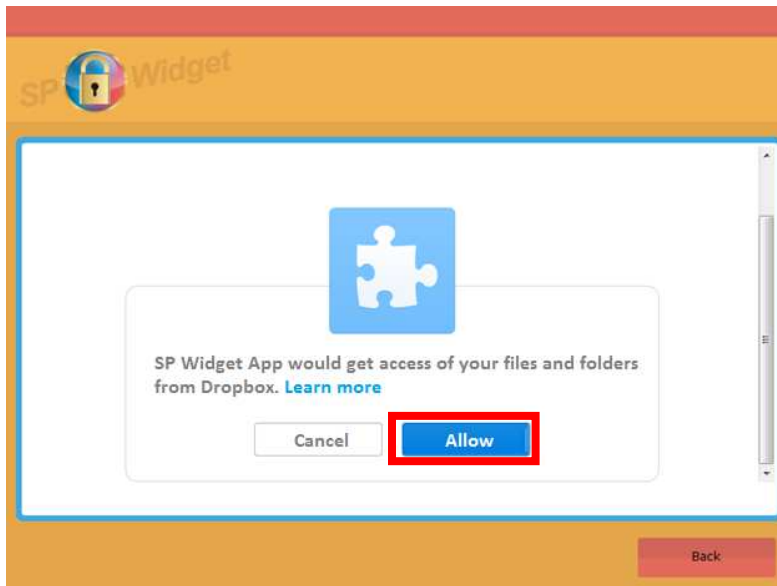 SP Widget
SP Widget App would get access of your files and folders
from Dropbox. Learn more
Cancel
Allow
Back